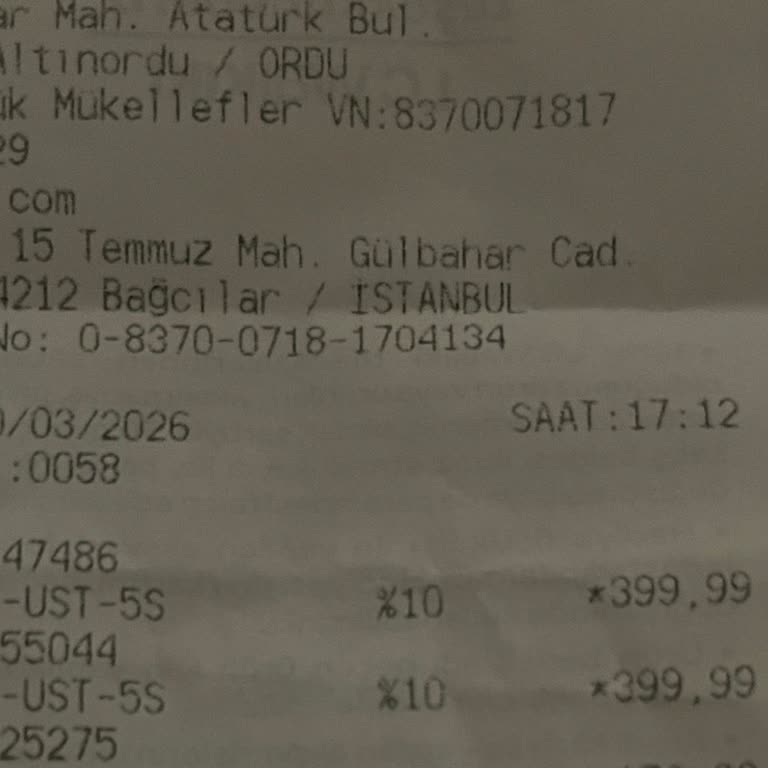 ar Mah. Atatürk Bul.
Altınordu / ORDU
ük Mükellefler VN:8370071817
29
com
15 Temmuz Mah. Gülbahar Cad.
4212 Bağcılar / İSTANBUL
No: 0-8370-0718-1704134
/03/2026 SAAT:17:12
:0058
47486
-UST-5S %10 *399,99
55044
-UST-5S %10 *399,99
25275